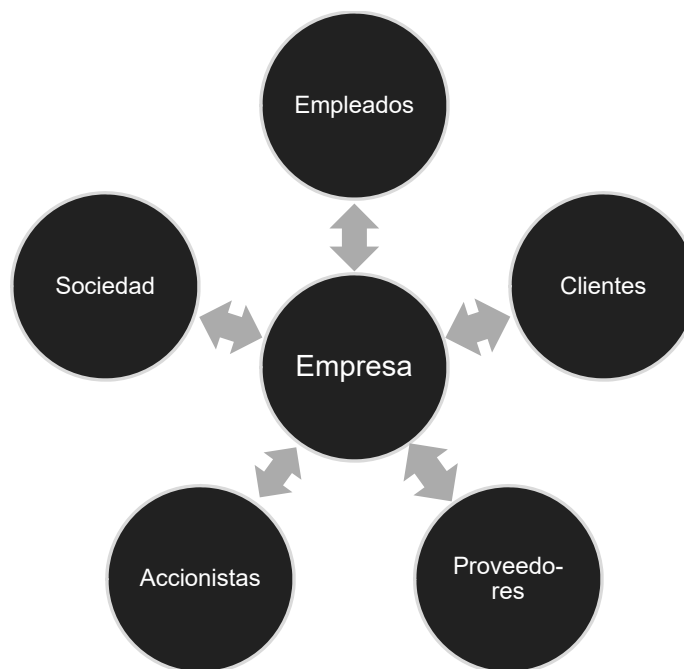 Empleados
Sociedad
Clientes
Empresa
Accionistas
Proveedo-
res